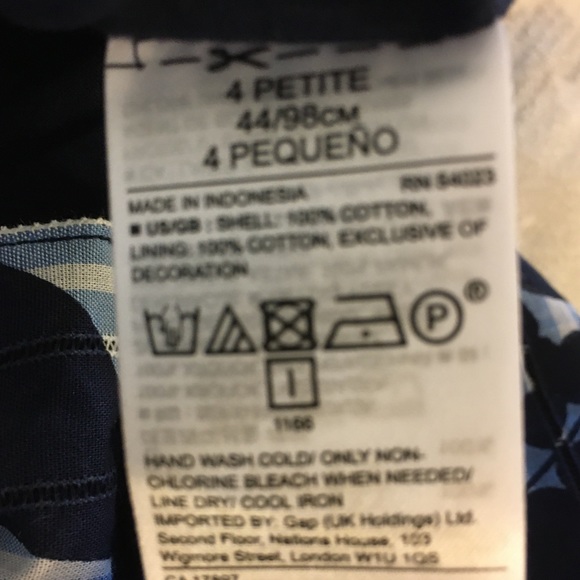 4 PETITE
44/98CM
4 PEQUEÑO
MADE IN INDONESIA RN 54023
■ US/GB : SHELL: 100% COTTON,
LINING: 100% COTTON, EXCLUSIVE OF
DECORATION
P ®
1166
HAND WASH COLD/ ONLY NON-
CHLORINE BLEACH WHEN NEEDED/
LINE DRY/ COOL IRON
IMPORTED BY: Gap (UK Holdings) Ltd.
Second Floor, Nations House, 103
Wigmore Street, London W1U 1QS